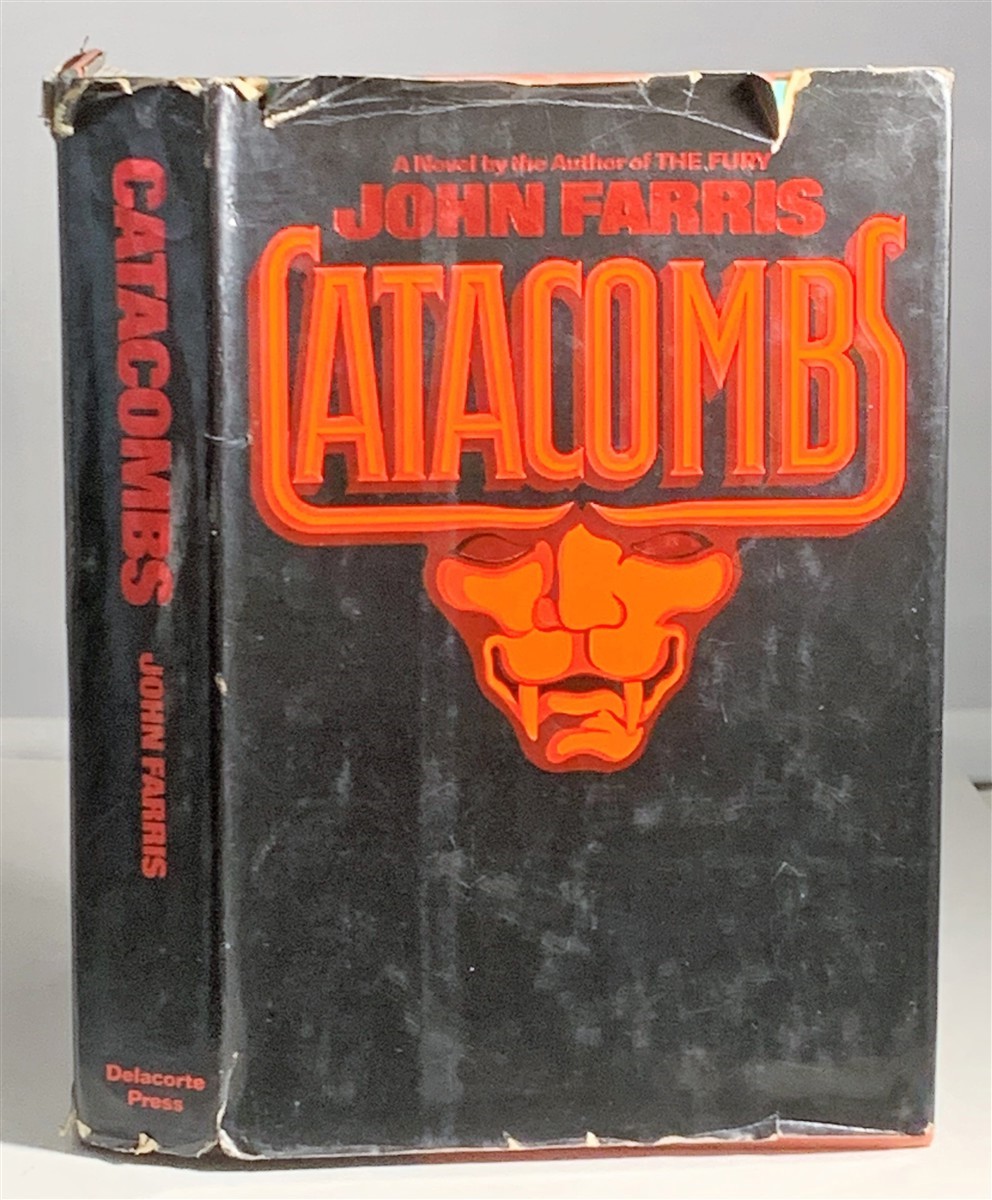 CATACOMBS JOHN FARRIS
Delacorte
Press
A Novel by the Author of THE FURY
JOHN FARRIS
CATACOMBS